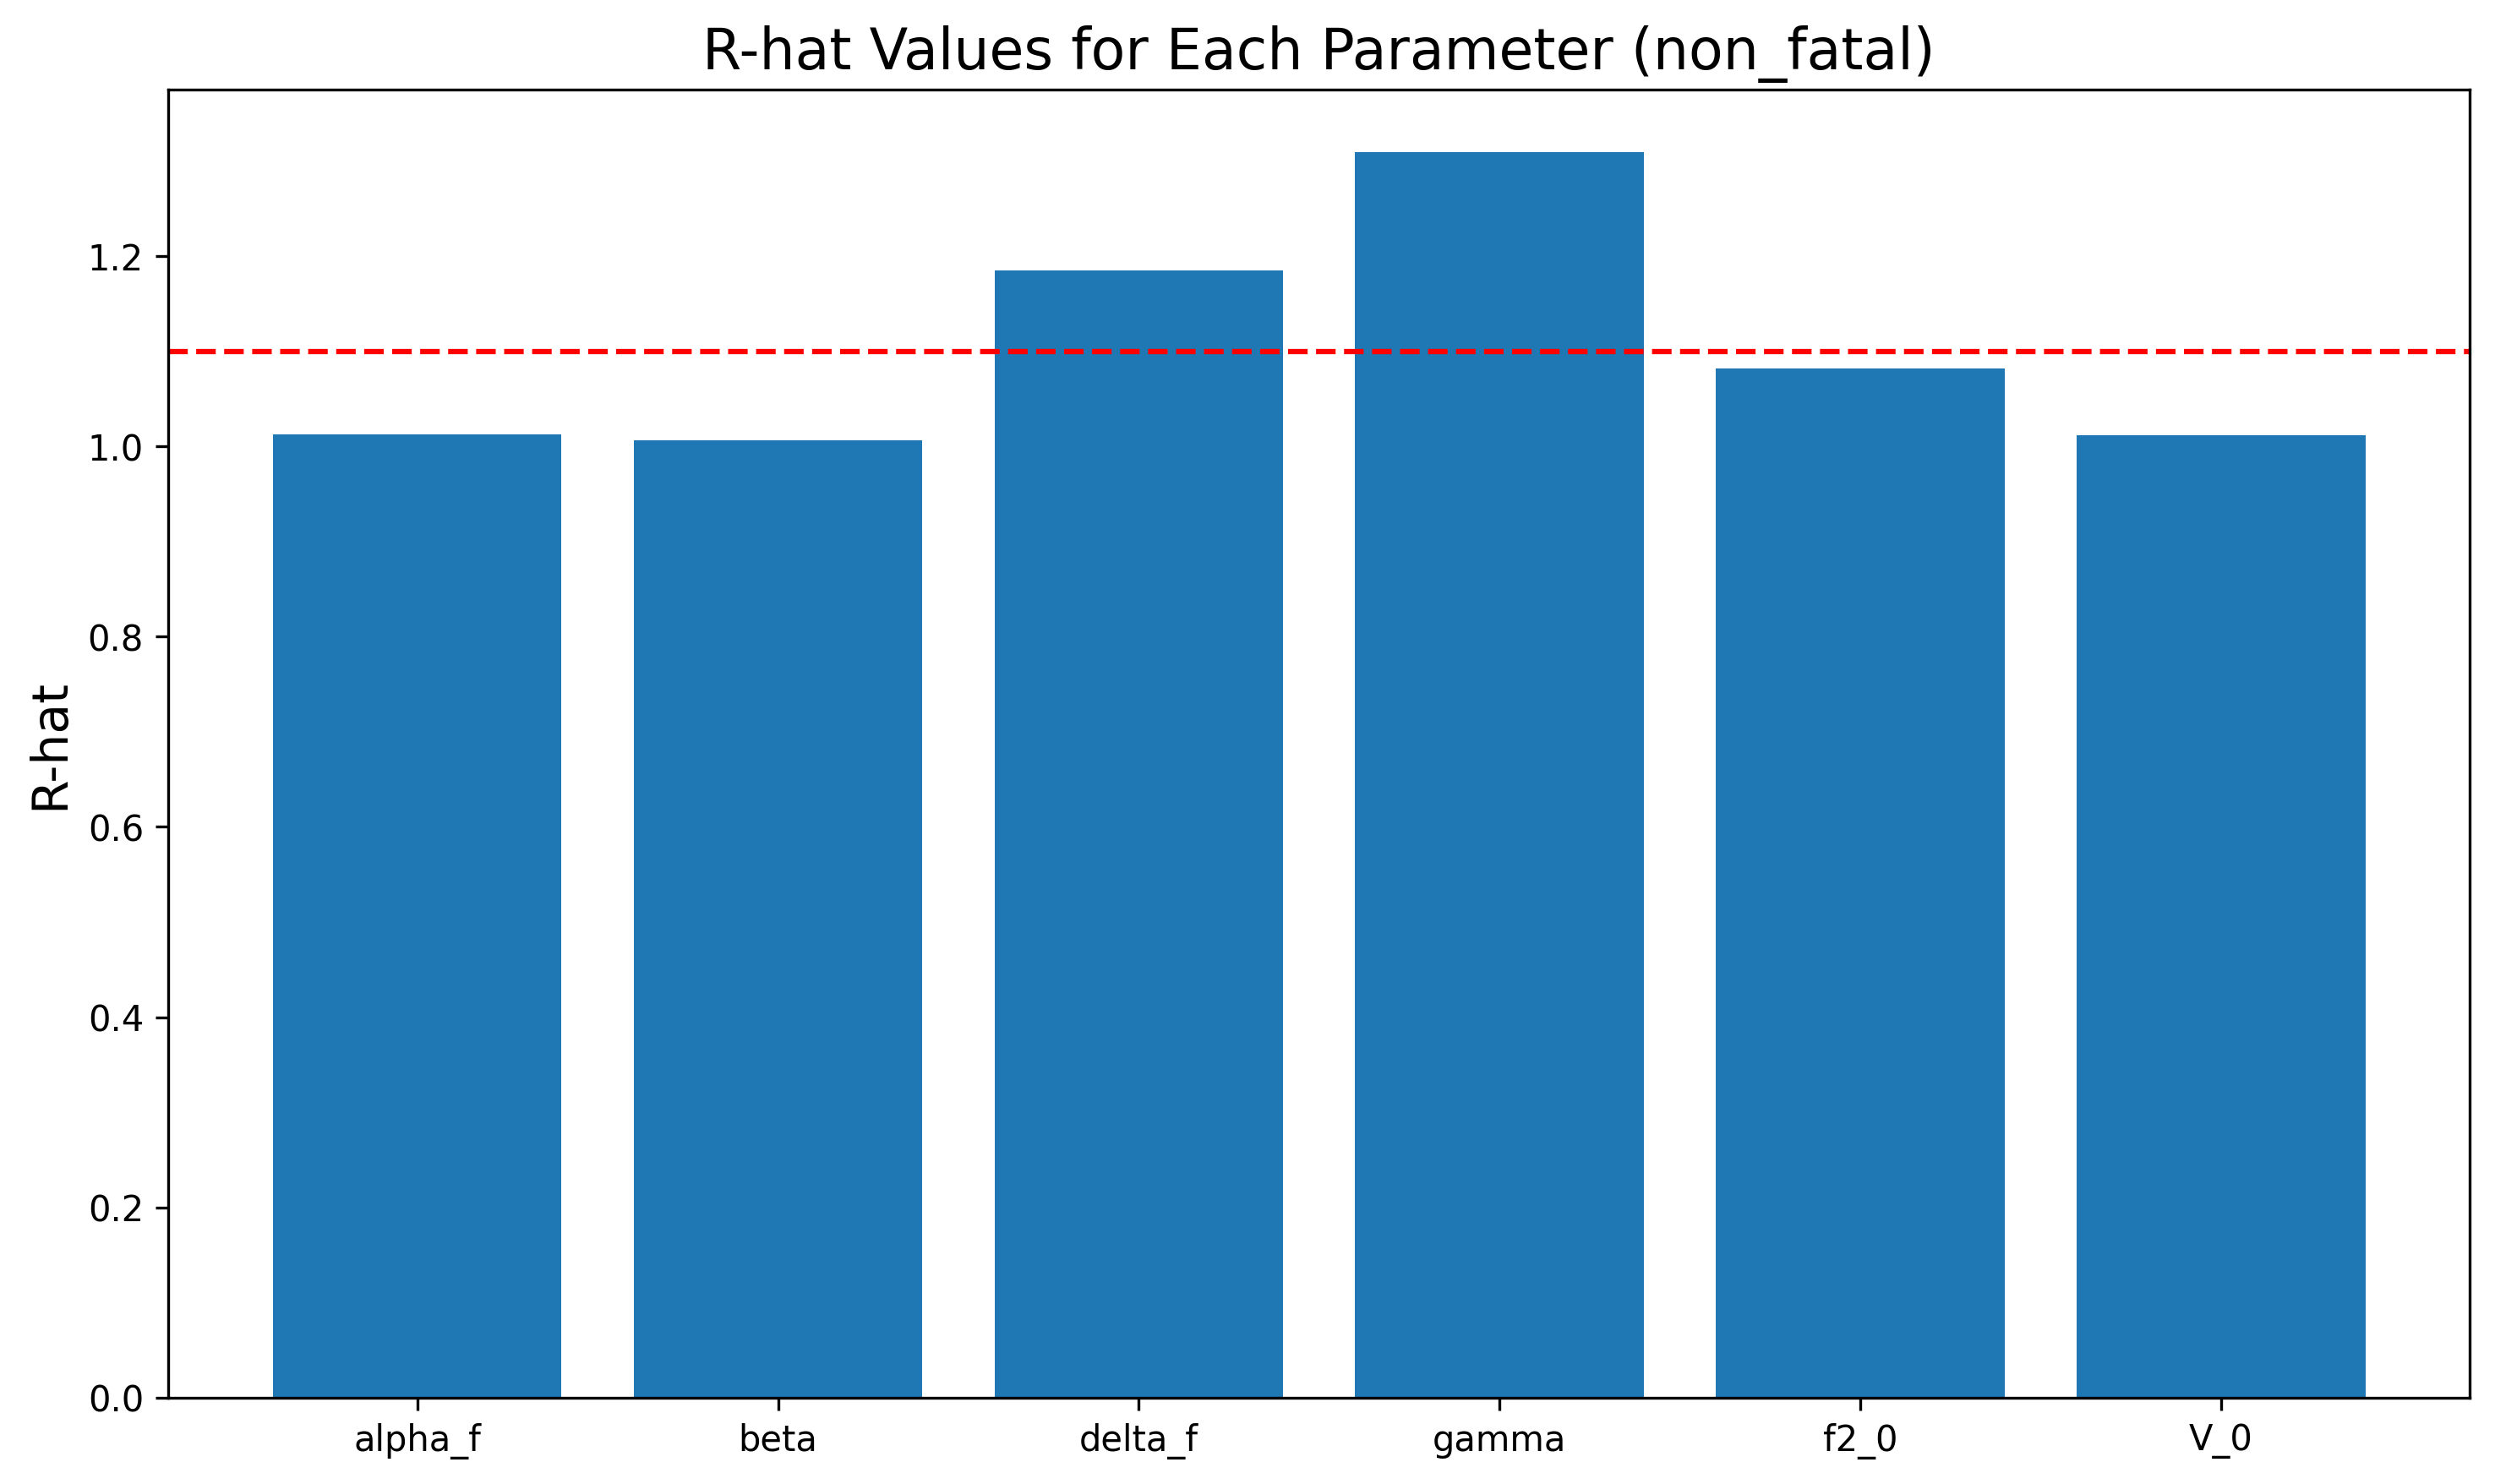 R-hat Values for Each Parameter (non_fatal)
R-hat
1.2
1.0
0.8
0.6
0.4
0.2
0.0
alpha_f
beta
delta_f
gamma
f2_0
V_0